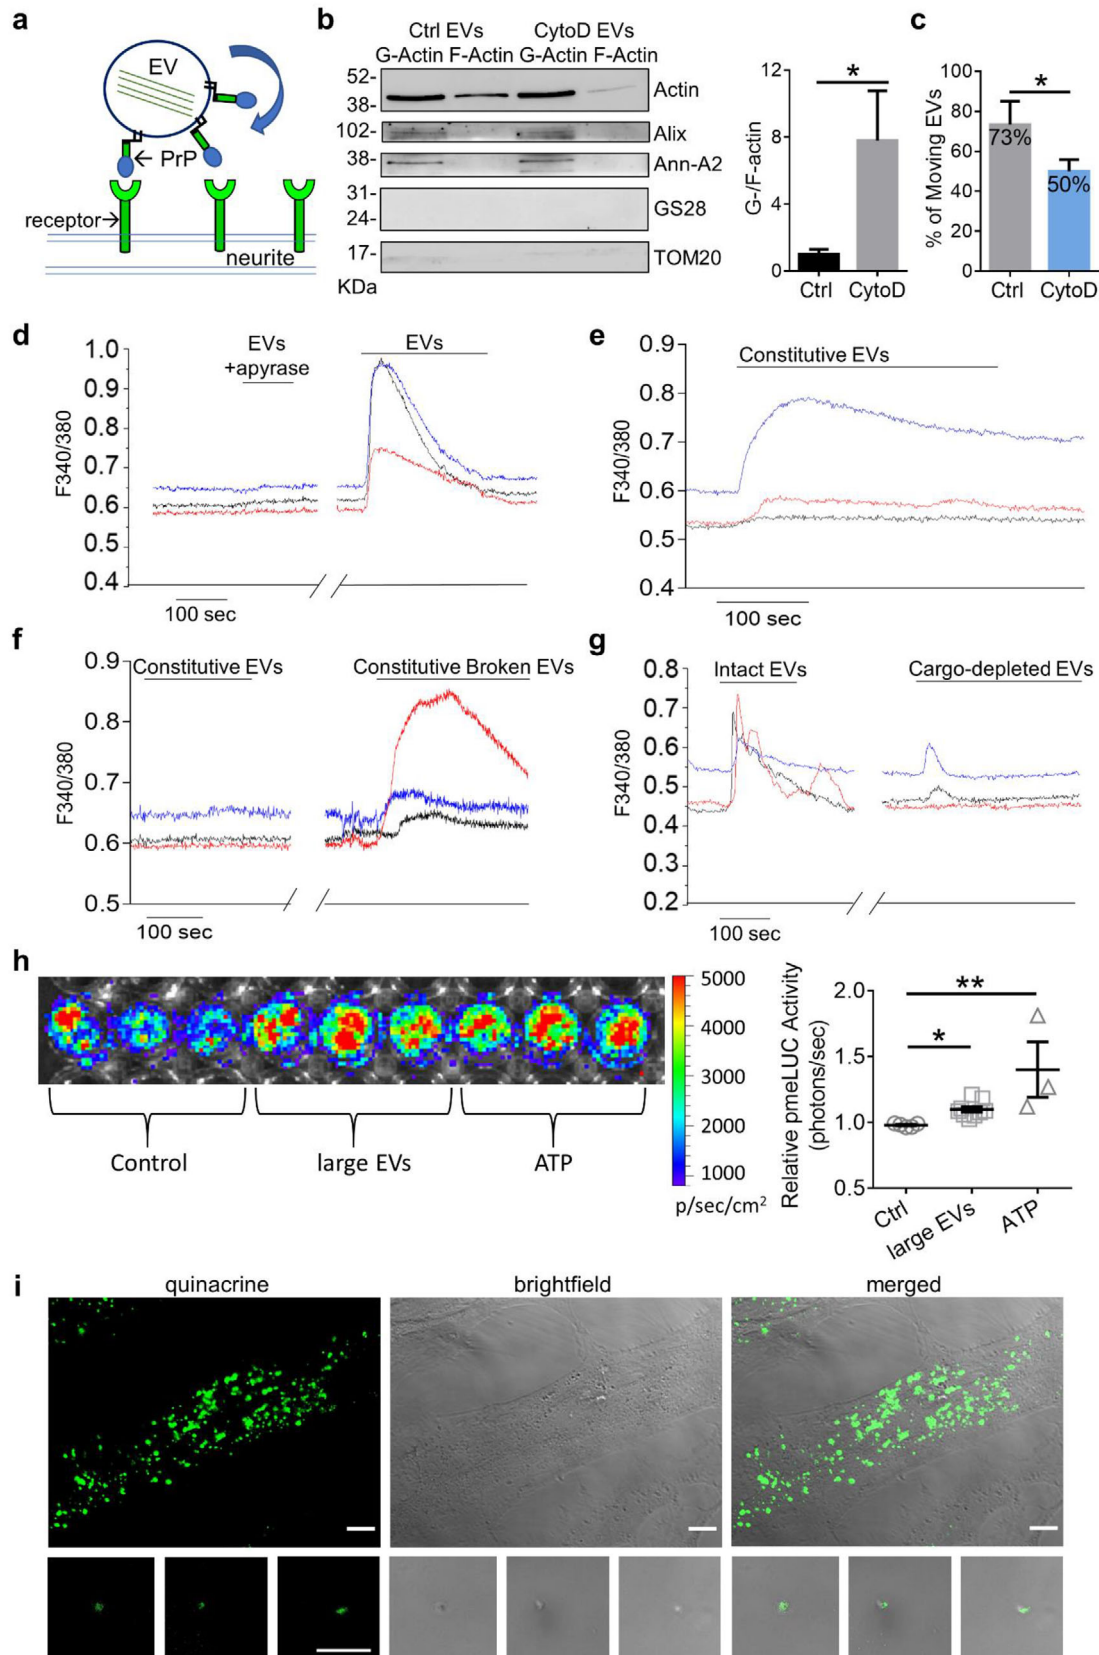 a
EV
← PrP
receptor→
neurite
b
Ctrl EVs CytoD EVs
G-Actin F-Actin G-Actin F-Actin
52-
38-
Actin
102-
Alix
38-
Ann-A2
31-
24-
GS28
17-
TOM20
KDa
G-/F-actin
12
8
4
0
*
Ctrl CytoD
c
% of Moving EVs
100
80
60
40
20
0
*
73%
50%
Ctrl CytoD
d
F340/380
1.0
0.9
0.8
0.7
0.6
0.5
0.4
EVs
+apyrase
EVs
100 sec
e
F340/380
0.9
0.8
0.7
0.6
0.5
0.4
Constitutive EVs
100 sec
f
F340/380
0.9
0.8
0.7
0.6
0.5
Constitutive EVs
Constitutive Broken EVs
100 sec
g
F340/380
0.8
0.7
0.6
0.5
0.4
0.3
0.2
Intact EVs
Cargo-depleted EVs
100 sec
h
Control
large EVs
ATP
5000
4000
3000
2000
1000
p/sec/cm²
Relative pmeLUC Activity
(photons/sec)
2.0
1.5
1.0
0.5
**
*
Ctrl
large EVs
ATP
i
quinacrine
brightfield
merged